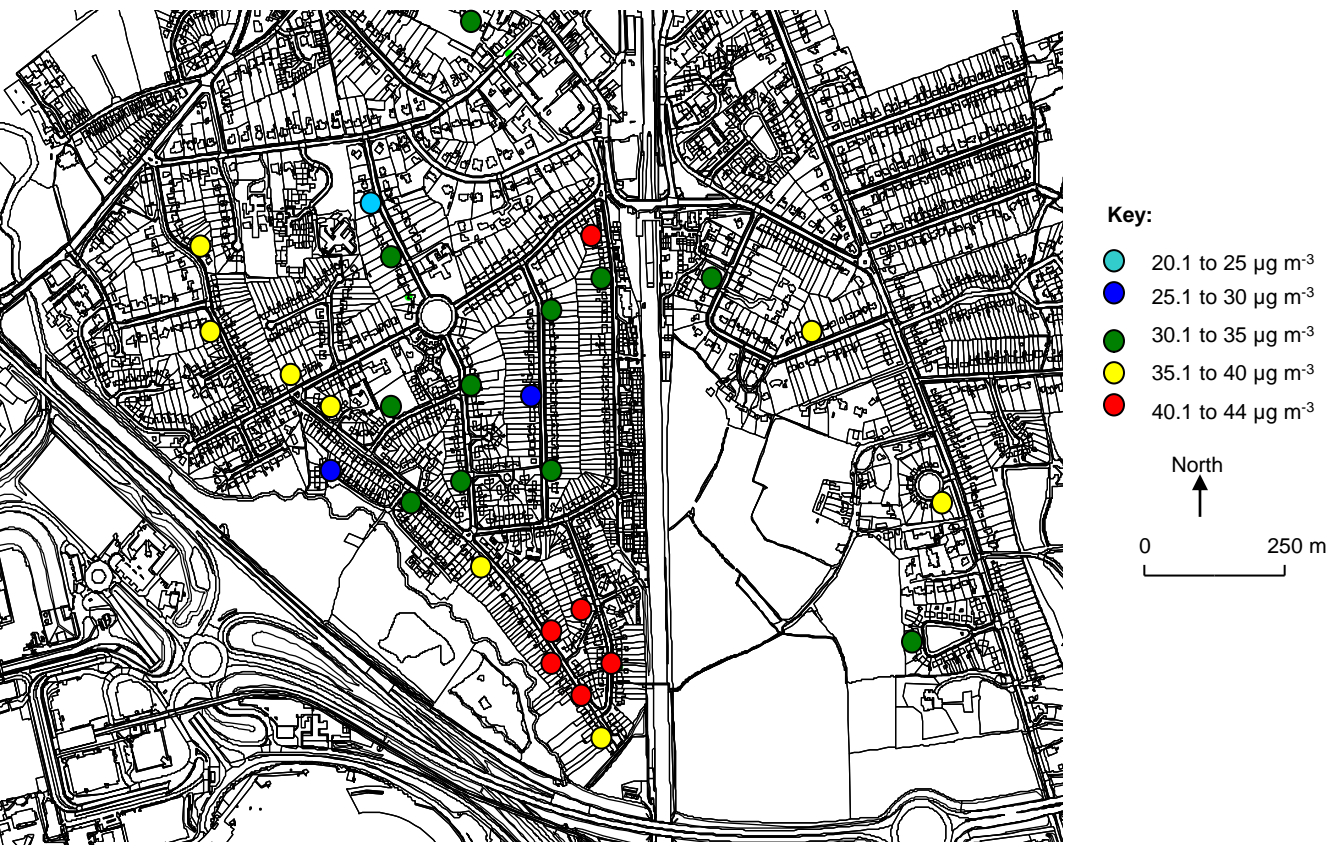 Key:
20.1 to 25 µg m-3
25.1 to 30 µg m-3
30.1 to 35 µg m-3
35.1 to 40 µg m-3
40.1 to 44 µg m-3
North
0 250 m